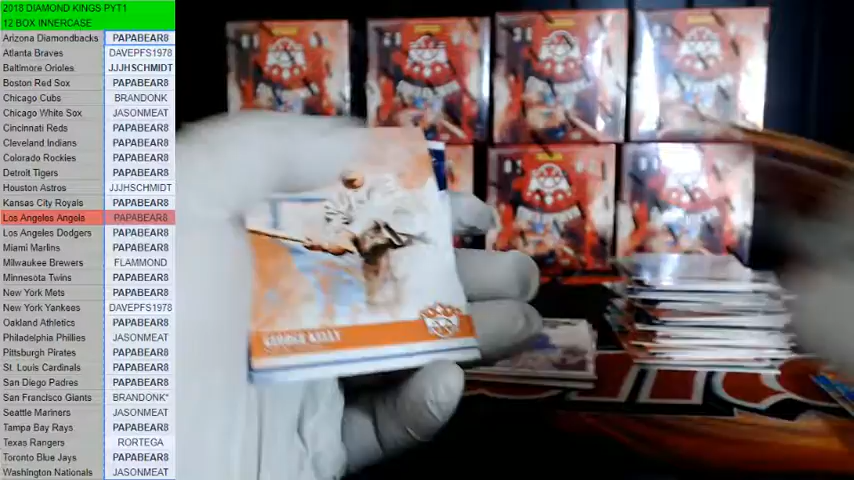 2018 DIAMOND KINGS PYT1
12 BOX INNERCASE
Arizona Diamondbacks PAPABEAR8
Atlanta Braves DAVEPFS1978
Baltimore Orioles JJJHSCHMIDT
Boston Red Sox PAPABEAR8
Chicago Cubs BRANDONK
Chicago White Sox JASONMEAT
Cincinnati Reds PAPABEAR8
Cleveland Indians PAPABEAR8
Colorado Rockies PAPABEAR8
Detroit Tigers PAPABEAR8
Houston Astros JJJHSCHMIDT
Kansas City Royals PAPABEAR8
Los Angeles Angels PAPABEAR8
Los Angeles Dodgers PAPABEAR8
Miami Marlins PAPABEAR8
Milwaukee Brewers FLAMMOND
Minnesota Twins PAPABEAR8
New York Mets PAPABEAR8
New York Yankees DAVEPFS1978
Oakland Athletics PAPABEAR8
Philadelphia Phillies JASONMEAT
Pittsburgh Pirates PAPABEAR8
St. Louis Cardinals PAPABEAR8
San Diego Padres PAPABEAR8
San Francisco Giants BRANDONK*
Seattle Mariners JASONMEAT
Tampa Bay Rays PAPABEAR8
Texas Rangers RORTEGA
Toronto Blue Jays PAPABEAR8
Washington Nationals JASONMEAT
KELLY